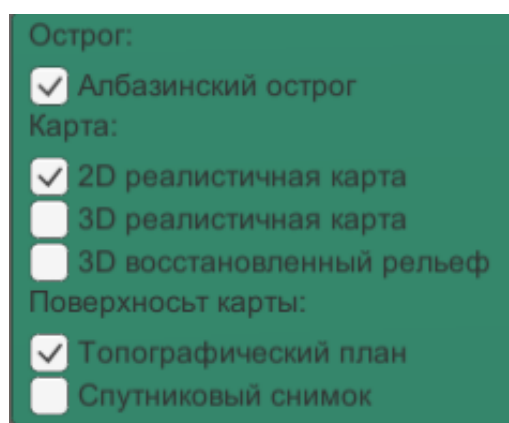 Острог:
Албазинский острог
Карта:
2D реалистичная карта
3D реалистичная карта
3D восстановленный рельеф
Поверхносьт карты:
Топографический план
Спутниковый снимок